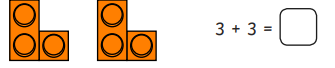 3 + 3 =